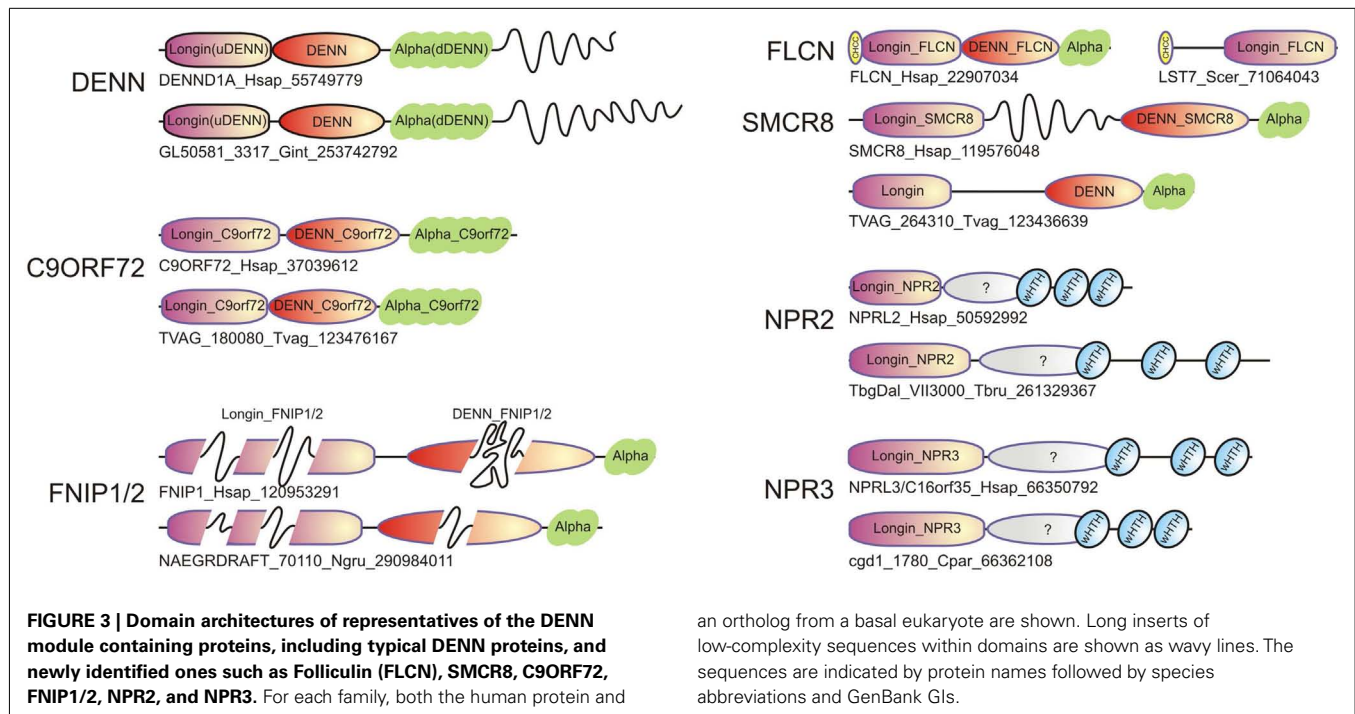 DENN
Longin(uDENN) DENN Alpha(dDENN)
DENND1A_Hsap_55749779
Longin(uDENN) DENN Alpha(dDENN)
GL50581_3317_Gint_253742792
C9ORF72
Longin_C9orf72 DENN_C9orf72 Alpha_C9orf72
C9ORF72_Hsap_37039612
Longin_C9orf72 DENN_C9orf72 Alpha_C9orf72
TVAG_180080_Tvag_123476167
FNIP1/2
Longin_FNIP1/2 DENN_FNIP1/2
Alpha
FNIP1_Hsap_120953291
Alpha
NAEGRDRAFT_70110_Ngru_290984011
FLCN
CHCC Longin_FLCN DENN_FLCN Alpha
FLCN_Hsap_22907034
CHCC Longin_FLCN
LST7_Scer_71064043
SMCR8
Longin_SMCR8 DENN_SMCR8 Alpha
SMCR8_Hsap_119576048
Longin DENN Alpha
TVAG_264310_Tvag_123436639
NPR2
Longin_NPR2 ? wHTH wHTH wHTH
NPRL2_Hsap_50592992
Longin_NPR2 ? wHTH wHTH wHTH
TbgDal_VII3000_Tbru_261329367
NPR3
Longin_NPR3 ? wHTH wHTH wHTH
NPRL3/C16orf35_Hsap_66350792
Longin_NPR3 ? wHTH wHTH wHTH
cgd1_1780_Cpar_66362108
FIGURE 3 | Domain architectures of representatives of the DENN
module containing proteins, including typical DENN proteins, and
newly identified ones such as Folliculin (FLCN), SMCR8, C9ORF72,
FNIP1/2, NPR2, and NPR3. For each family, both the human protein and
an ortholog from a basal eukaryote are shown. Long inserts of
low-complexity sequences within domains are shown as wavy lines. The
sequences are indicated by protein names followed by species
abbreviations and GenBank GIs.